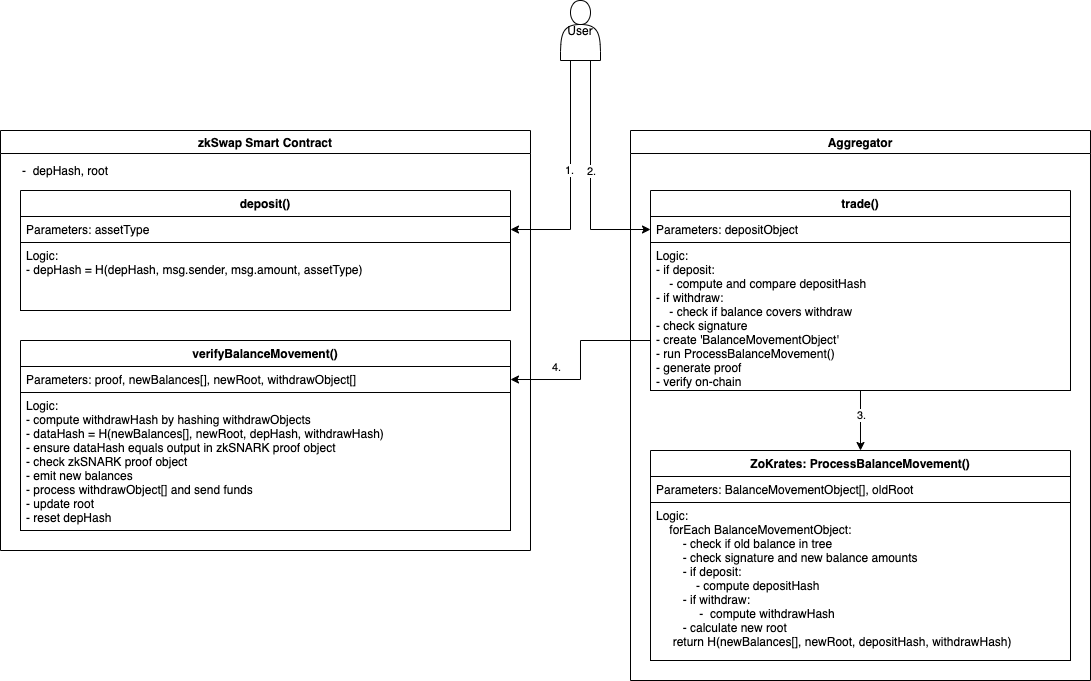 User
1.
2.
zkSwap Smart Contract
- depHash, root
deposit()
Parameters: assetType
Logic:
- depHash = H(depHash, msg.sender, msg.amount, assetType)
verifyBalanceMovement()
Parameters: proof, newBalances[], newRoot, withdrawObject[]
Logic:
- compute withdrawHash by hashing withdrawObjects
- dataHash = H(newBalances[], newRoot, depHash, withdrawHash)
- ensure dataHash equals output in zkSNARK proof object
- check zkSNARK proof object
- emit new balances
- process withdrawObject[] and send funds
- update root
- reset depHash
Aggregator
trade()
Parameters: depositObject
Logic:
- if deposit:
- compute and compare depositHash
- if withdraw:
- check if balance covers withdraw
- check signature
- create 'BalanceMovementObject'
- run ProcessBalanceMovement()
- generate proof
- verify on-chain
4.
3.
ZoKrates: ProcessBalanceMovement()
Parameters: BalanceMovementObject[], oldRoot
Logic:
forEach BalanceMovementObject:
- check if old balance in tree
- check signature and new balance amounts
- if deposit:
- compute depositHash
- if withdraw:
- compute withdrawHash
- calculate new root
return H(newBalances[], newRoot, depositHash, withdrawHash)